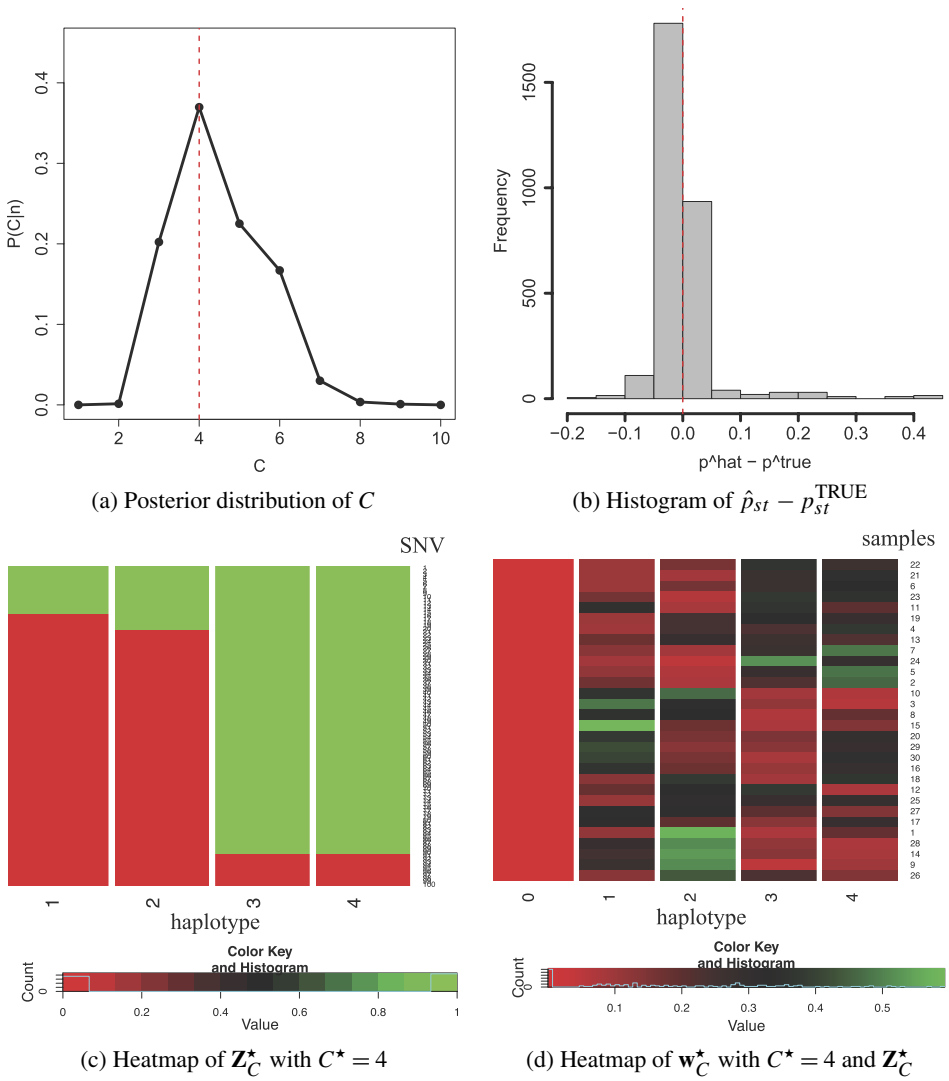 P(C|n)
0.4
0.3
0.2
0.1
0.0
2 4 6 8 10
C
(a) Posterior distribution of C
Frequency
1500
1000
500
0
−0.2 −0.1 0.0 0.1 0.2 0.3 0.4
p^hat − p^true
(b) Histogram of p̂_st − p_st^TRUE
SNV
100
1 2 3 4
haplotype
Color Key
and Histogram
Count
0
0 0.2 0.4 0.6 0.8 1
Value
(c) Heatmap of Z_C^★ with C^★ = 4
samples
22
21
6
23
11
19
4
13
7
24
5
2
10
3
8
15
20
29
30
16
18
12
25
27
17
1
28
14
9
26
0 1 2 3 4
haplotype
Color Key
and Histogram
Count
0
0.1 0.2 0.3 0.4 0.5
Value
(d) Heatmap of w_C^★ with C^★ = 4 and Z_C^★